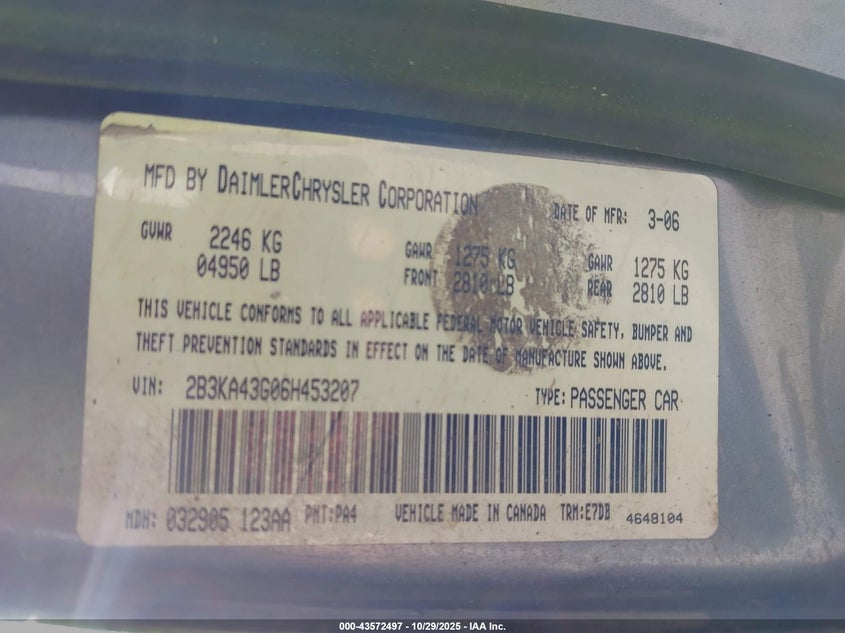 MFD BY DAIMLERCHRYSLER CORPORATION DATE OF MFR: 3-06
GVWR 2246 KG GAWR 1275 KG GAWR 1275 KG
04950 LB FRONT 2810 LB REAR 2810 LB
THIS VEHICLE CONFORMS TO ALL APPLICABLE FEDERAL MOTOR VEHICLE SAFETY, BUMPER AND
THEFT PREVENTION STANDARDS IN EFFECT ON THE DATE OF MANUFACTURE SHOWN ABOVE.
VIN: 2B3KA43G06H453207 TYPE: PASSENGER CAR
MDH: 032905 123AA PNT:PA4 VEHICLE MADE IN CANADA TRM:E7DB 4648104
000-43572497 - 10/29/2025 - IAA Inc.